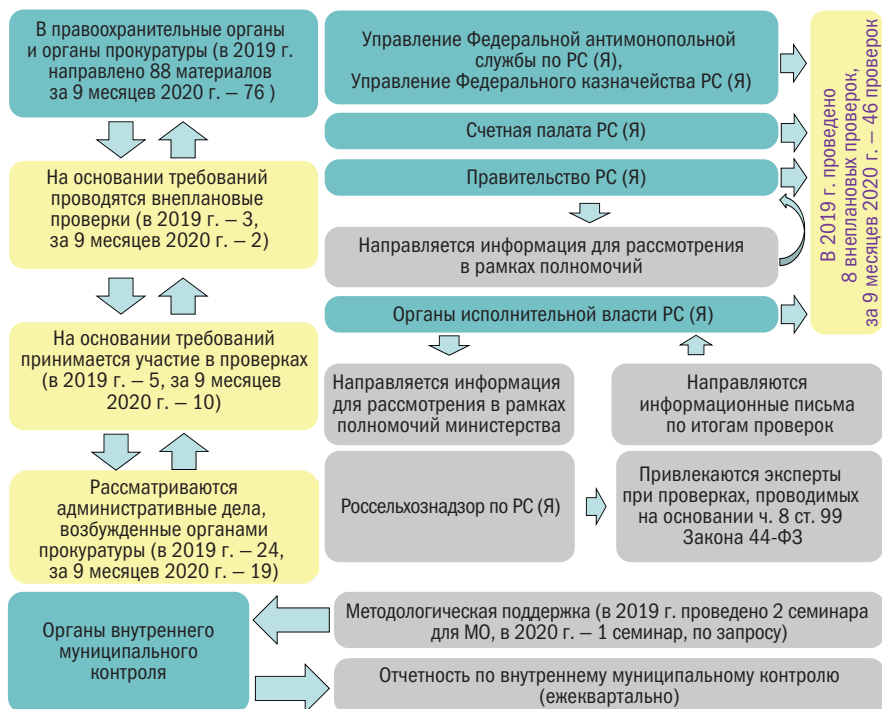 В правоохранительные органы
и органы прокуратуры (в 2019 г.
направлено 88 материалов
за 9 месяцев 2020 г. – 76 )
На основании требований
проводятся внеплановые
проверки (в 2019 г. – 3,
за 9 месяцев 2020 г. – 2)
На основании требований
принимается участие в проверках
(в 2019 г. – 5, за 9 месяцев
2020 г. – 10)
Рассматриваются
административные дела,
возбужденные органами
прокуратуры (в 2019 г. – 24,
за 9 месяцев 2020 г. – 19)
Управление Федеральной антимонопольной
службы по РС (Я),
Управление Федерального казначейства РС (Я)
Счетная палата РС (Я)
Правительство РС (Я)
Направляется информация для рассмотрения
в рамках полномочий
Органы исполнительной власти РС (Я)
Направляется информация
для рассмотрения в рамках
полномочий министерства
Направляются
информационные письма
по итогам проверок
Россельхознадзор по РС (Я)
Привлекаются эксперты
при проверках, проводимых
на основании ч. 8 ст. 99
Закона 44-ФЗ
В 2019 г. проведено
8 внеплановых проверок,
за 9 месяцев 2020 г. – 46 проверок
Органы внутреннего
муниципального
контроля
Методологическая поддержка (в 2019 г. проведено 2 семинара
для МО, в 2020 г. – 1 семинар, по запросу)
Отчетность по внутреннему муниципальному контролю
(ежеквартально)